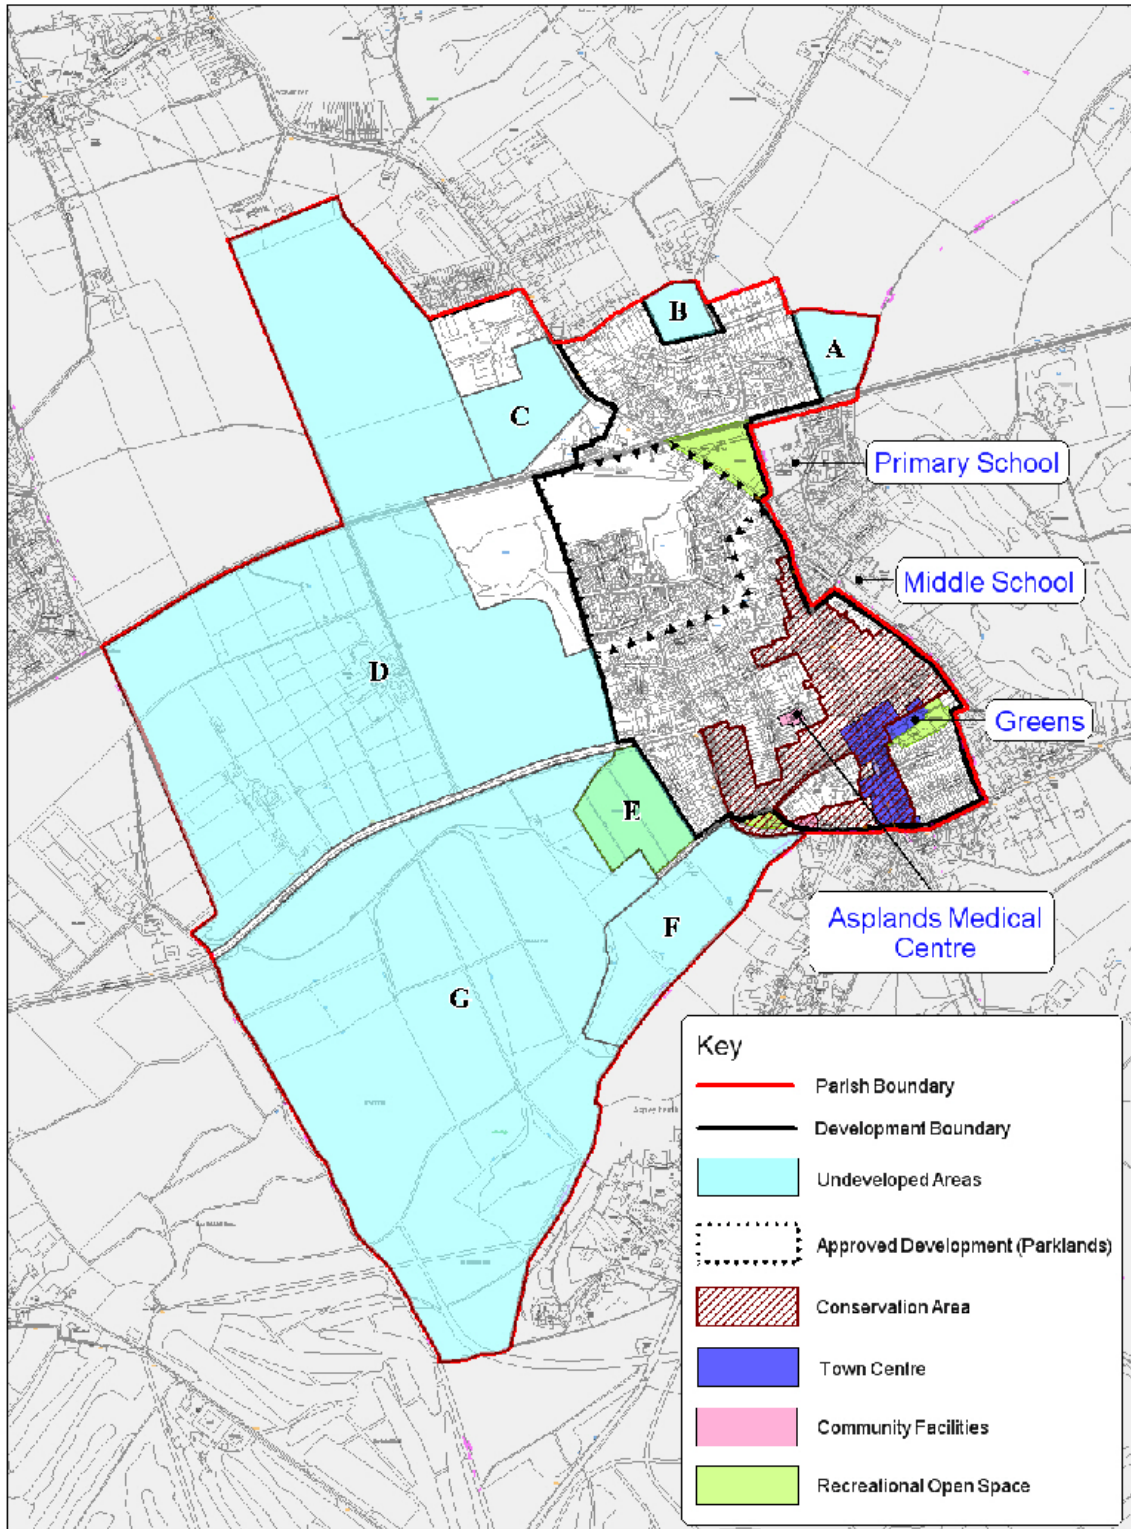 B
A
C
Primary School
Middle School
D
Greens
E
Asplands Medical
Centre
F
G
Key
Parish Boundary
Development Boundary
Undeveloped Areas
Approved Development (Parklands)
Conservation Area
Town Centre
Community Facilities
Recreational Open Space